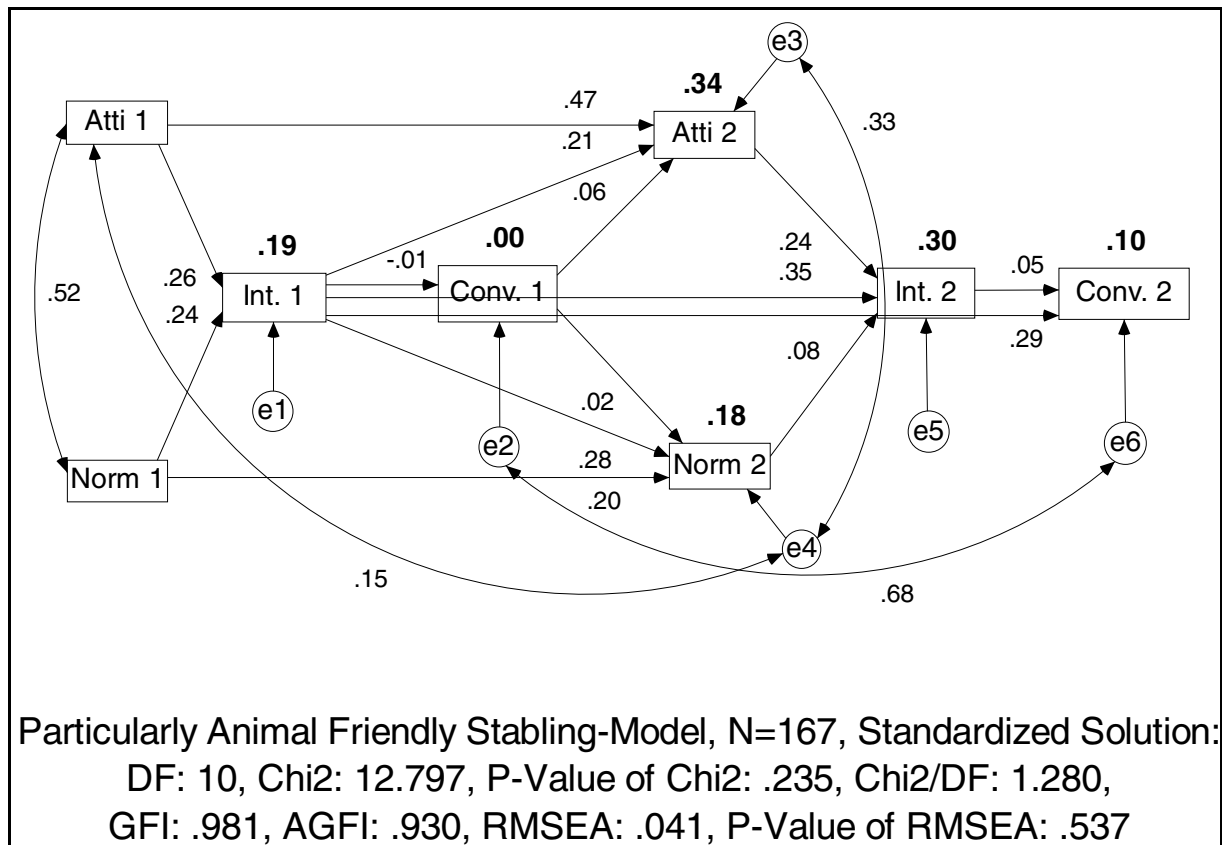 e3
.34
.47
Atti 1
Atti 2
.33
.21
.06
.19
.00
.24
.30
.10
-.01
.35
.05
.26
.52
Int. 1
Conv. 1
Int. 2
Conv. 2
.24
.29
.08
e1
.02
.18
e2
e5
e6
.28
Norm 1
Norm 2
.20
e4
.15
.68
Particularly Animal Friendly Stabling-Model, N=167, Standardized Solution:
DF: 10, Chi2: 12.797, P-Value of Chi2: .235, Chi2/DF: 1.280,
GFI: .981, AGFI: .930, RMSEA: .041, P-Value of RMSEA: .537